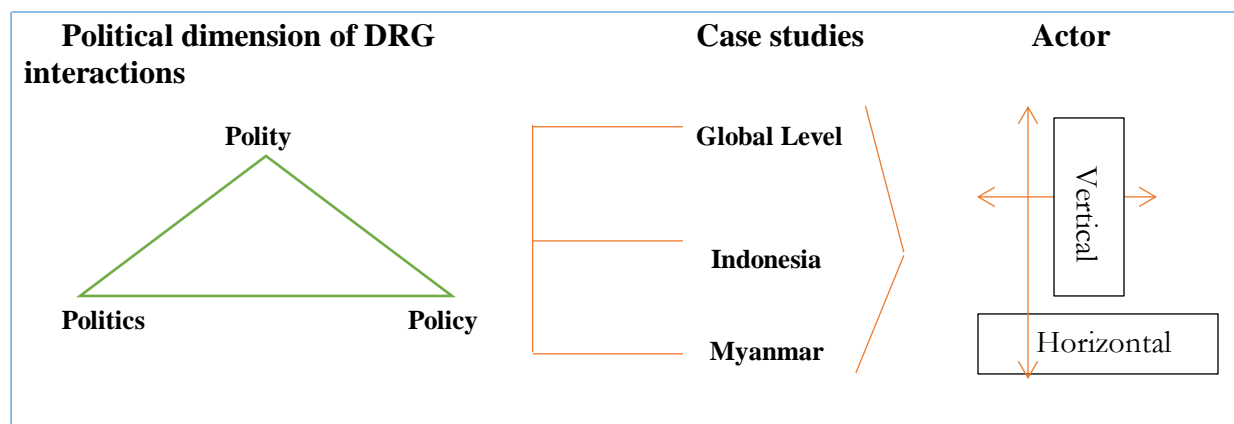 Political dimension of DRG
interactions
Case studies
Actor
Polity
Politics
Policy
Global Level
Indonesia
Myanmar
Vertical
Horizontal